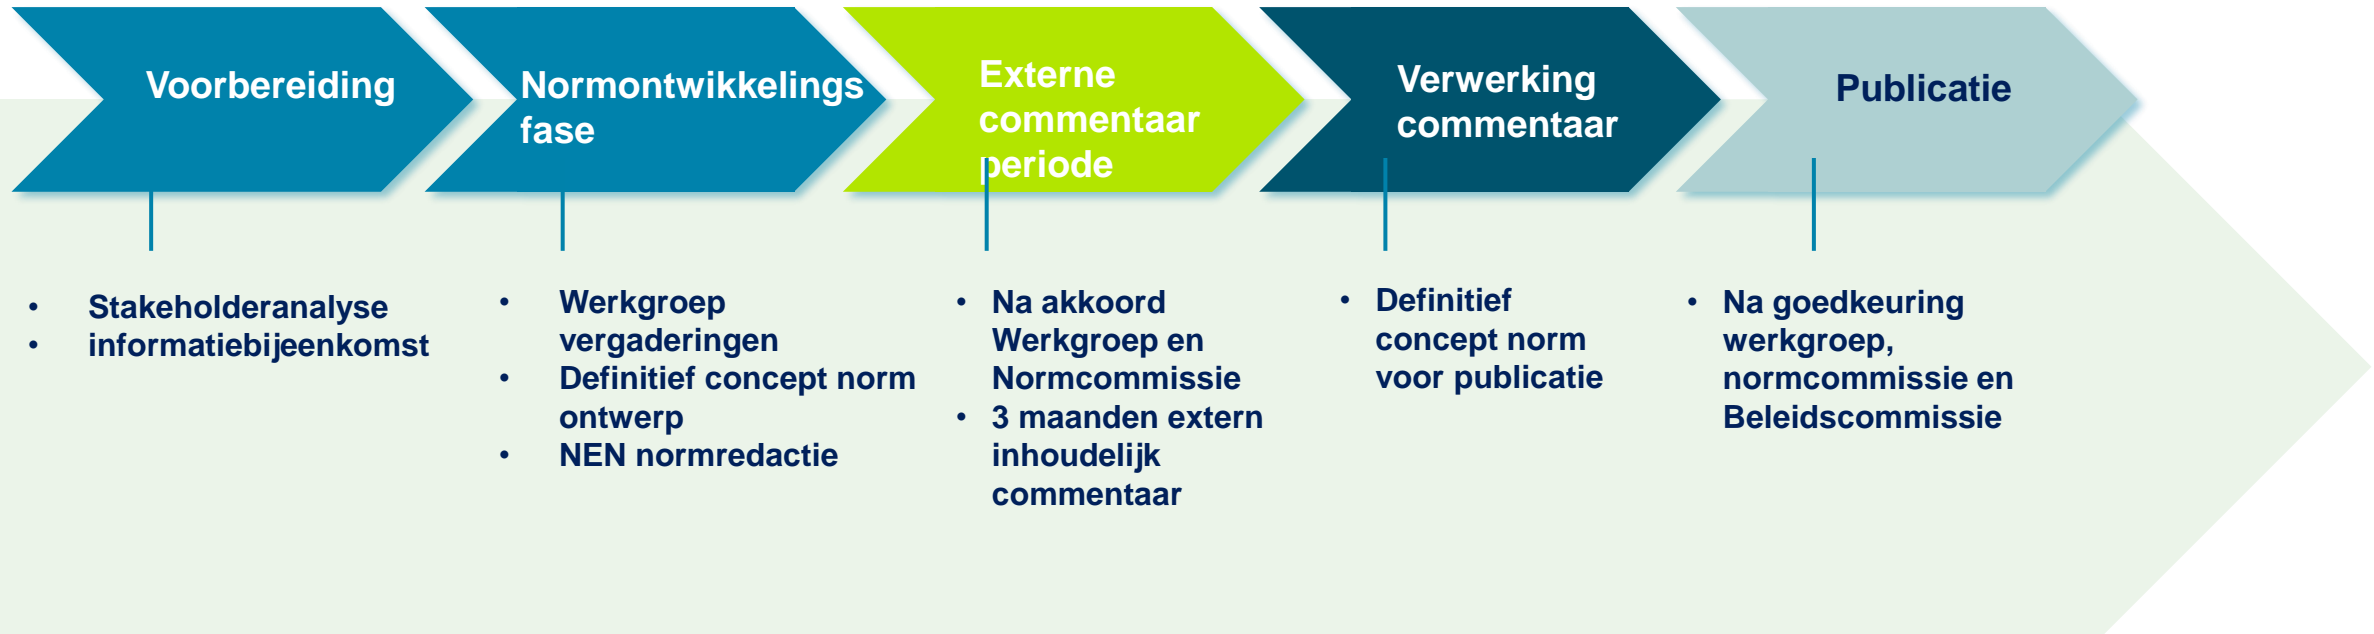 Voorbereiding
Normontwikkelings
fase
Externe
commentaar
periode
Verwerking
commentaar
Publicatie
• Stakeholderanalyse
• informatiebijeenkomst
• Werkgroep
vergaderingen
• Definitief concept norm
ontwerp
• NEN normredactie
• Na akkoord
Werkgroep en
Normcommissie
• 3 maanden extern
inhoudelijk
commentaar
• Definitief
concept norm
voor publicatie
• Na goedkeuring
werkgroep,
normcommissie en
Beleidscommissie